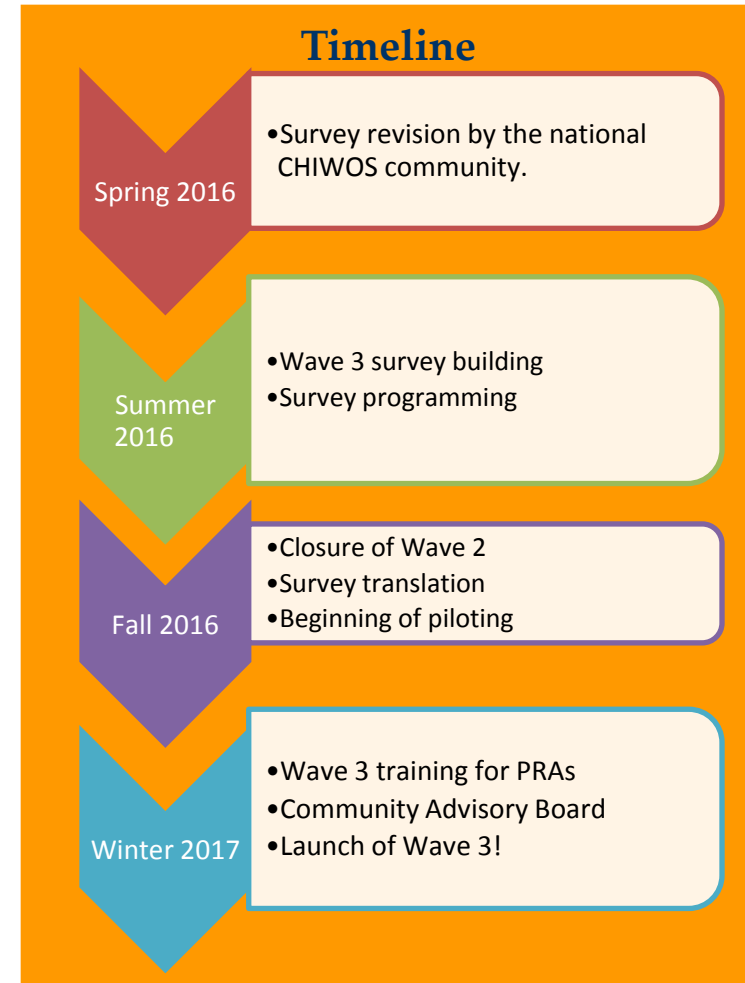 Timeline
Spring 2016
•Survey revision by the national
CHIWOS community.
Summer
2016
•Wave 3 survey building
•Survey programming
Fall 2016
•Closure of Wave 2
•Survey translation
•Beginning of piloting
Winter 2017
•Wave 3 training for PRAs
•Community Advisory Board
•Launch of Wave 3!